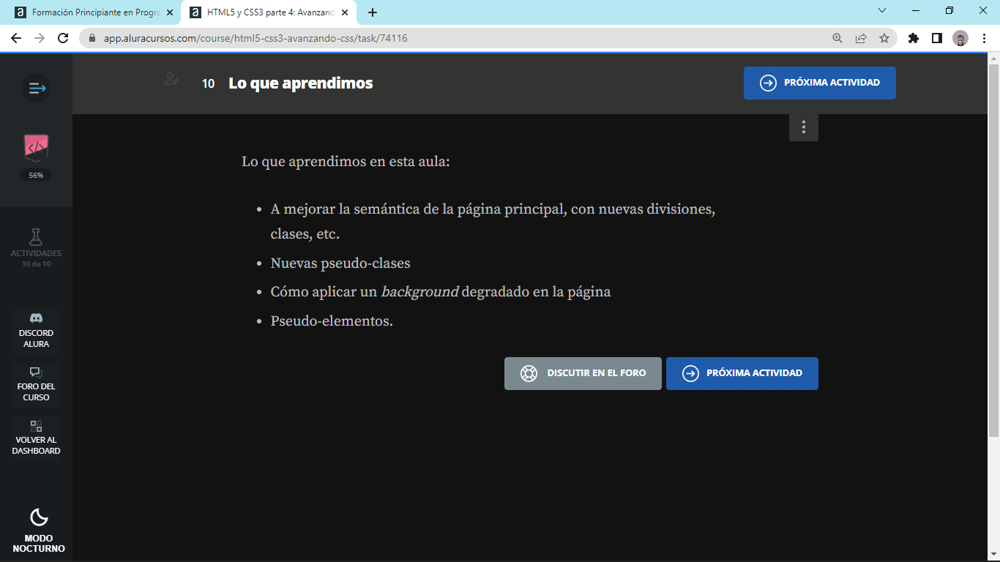 Formación Principiente en Progra
HTML5 y CSS3 parte 4: Avanzand
app.aluracursos.com/course/html5-css3-avanzando-css/task/74116
10 Lo que aprendimos
PRÓXIMA ACTIVIDAD
56%
ACTIVIDADES
10 de 10
DISCORD
ALURA
FORO DEL
CURSO
VOLVER AL
DASHBOARD
MODO
NOCTURNO
Lo que aprendimos en esta aula:
• A mejorar la semántica de la página principal, con nuevas divisiones,
clases, etc.
• Nuevas pseudo-clases
• Cómo aplicar un background degradado en la página
• Pseudo-elementos.
DISCUTIR EN EL FORO
PRÓXIMA ACTIVIDAD